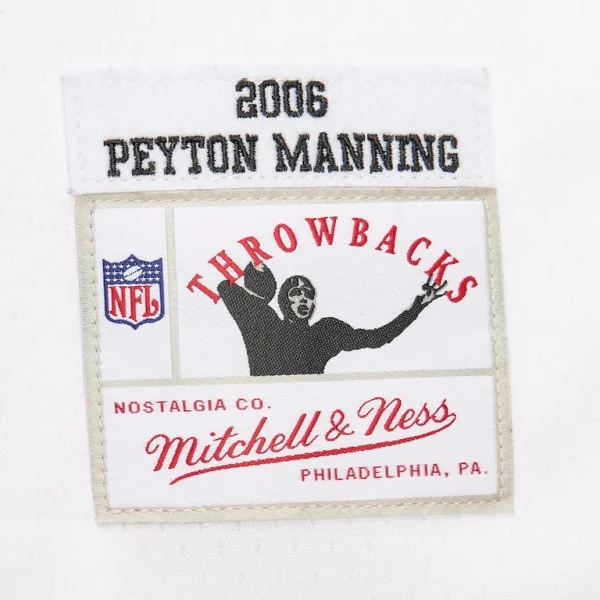 2006
PEYTON MANNING
THROWBACKS
NFL
NOSTALGIA CO.
Mitchell & Ness
PHILADELPHIA, PA.